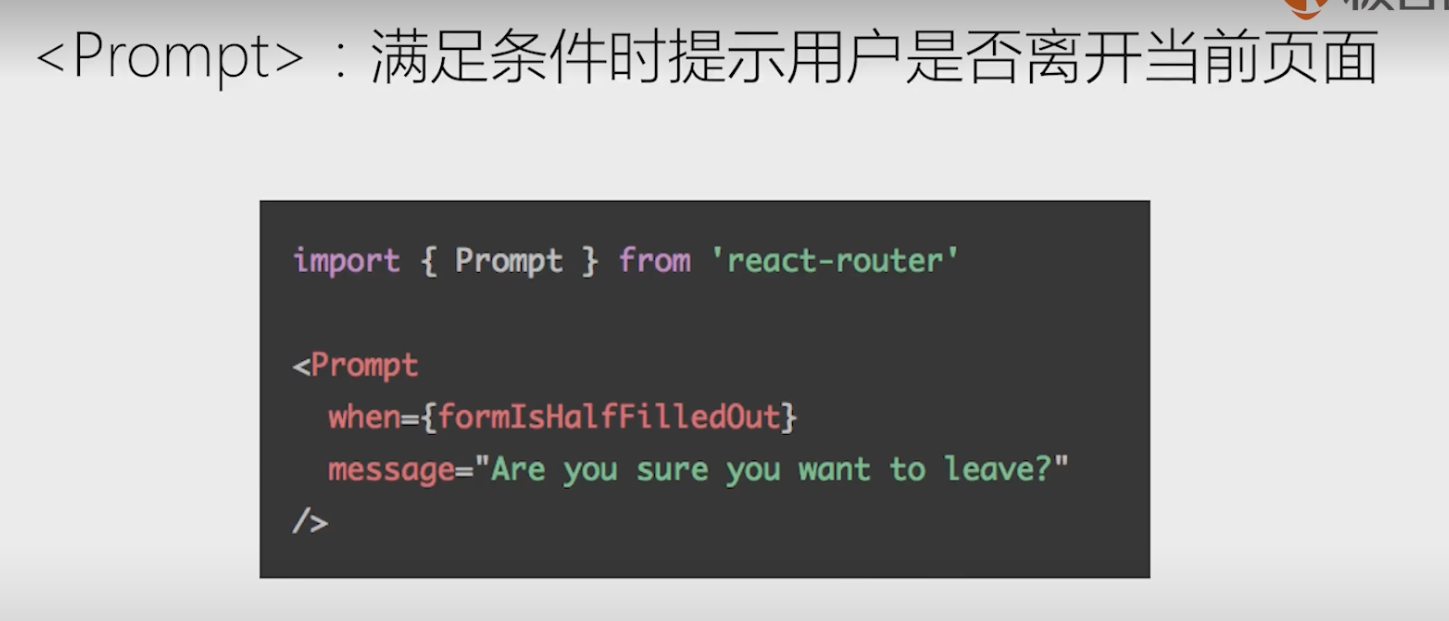 <Prompt>：满足条件时提示用户是否离开当前页面
import { Prompt } from 'react-router'
<Prompt
when={formIsHalfFilledOut}
message="Are you sure you want to leave?"
/>